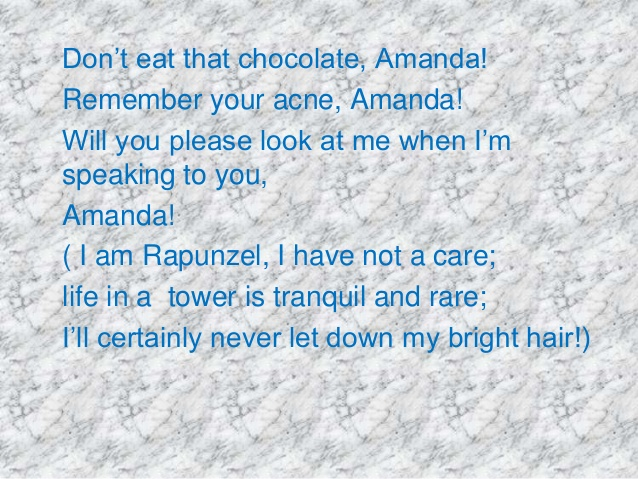 Don’t eat that chocolate, Amanda!
Remember your acne, Amanda!
Will you please look at me when I’m
speaking to you,
Amanda!
( I am Rapunzel, I have not a care;
life in a  tower is tranquil and rare;
I’ll certainly never let down my bright hair!)